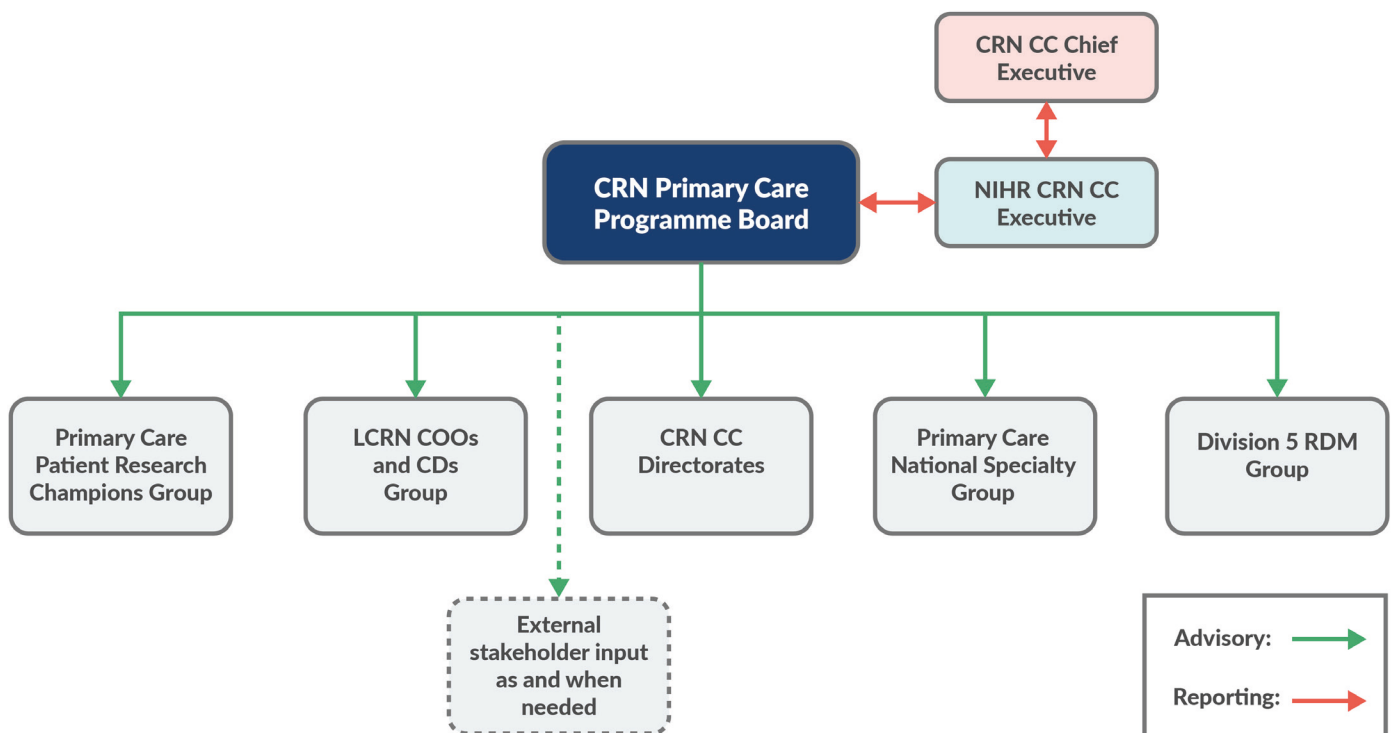 CRN CC Chief
Executive
CRN Primary Care
Programme Board
NIHR CRN CC
Executive
Primary Care
Patient Research
Champions Group
LCRN COOs
and CDs
Group
CRN CC
Directorates
Primary Care
National Specialty
Group
Division 5 RDM
Group
External
stakeholder input
as and when
needed
Advisory:
Reporting: